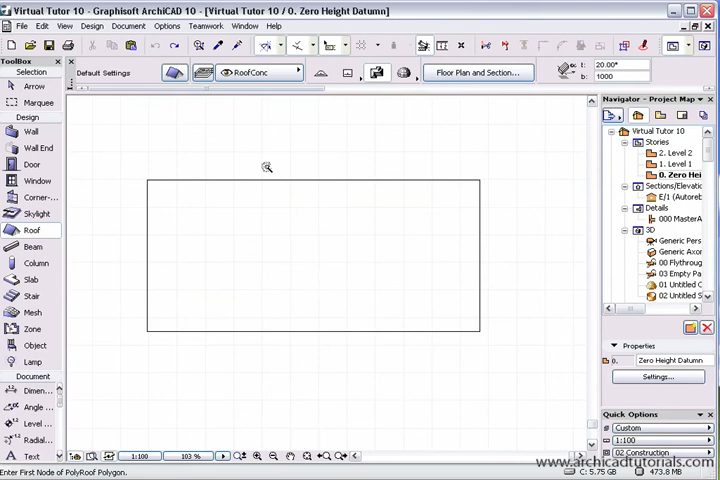 Virtual Tutor 10 - Graphisoft ArchiCAD 10 - [Virtual Tutor 10 / 0. Zero Height Datumn]
File Edit View Design Document Options Teamwork Window Help
ToolBox
Selection
Arrow
Marquee
Design
Wall
Wall End
Door
Window
Corner-...
Skylight
Roof
Beam
Column
Slab
Stair
Mesh
Zone
Object
Lamp
Document
Dimen...
Angle ...
Level ...
Radial...
Text
Default Settings
RoofConc
Floor Plan and Section...
t: 20.00°
b: 1000
Navigator - Project Map
Virtual Tutor 10
Stories
2. Level 2
1. Level 1
0. Zero Hei
Sections/Elevatio
E/1 (Autoreb
Details
000 MasterA
3D
Generic Pers
Generic Axon
00 Flythroug
03 Empty Pa
01 Untitled C
02 Untitled S
Properties
0. Zero Height Datumn
Settings...
Quick Options
Custom
1:100
02 Construction
1:100
103 %
Enter First Node of PolyRoof Polygon.
C: 5.75 GB
473.8 MB
www.archicadtutorials.com